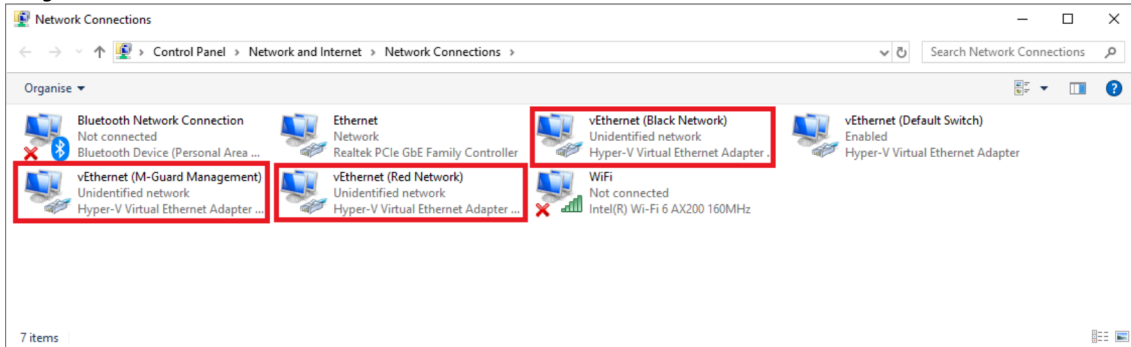 Network Connections
Control Panel > Network and Internet > Network Connections >
Search Network Connections
Organise
Bluetooth Network Connection
Not connected
Bluetooth Device (Personal Area ...
Ethernet
Network
Realtek PCIe GbE Family Controller
vEthernet (Black Network)
Unidentified network
Hyper-V Virtual Ethernet Adapter .
vEthernet (Default Switch)
Enabled
Hyper-V Virtual Ethernet Adapter
vEthernet (M-Guard Management)
Unidentified network
Hyper-V Virtual Ethernet Adapter ...
vEthernet (Red Network)
Unidentified network
Hyper-V Virtual Ethernet Adapter ...
WiFi
Not connected
Intel(R) Wi-Fi 6 AX200 160MHz
7 items